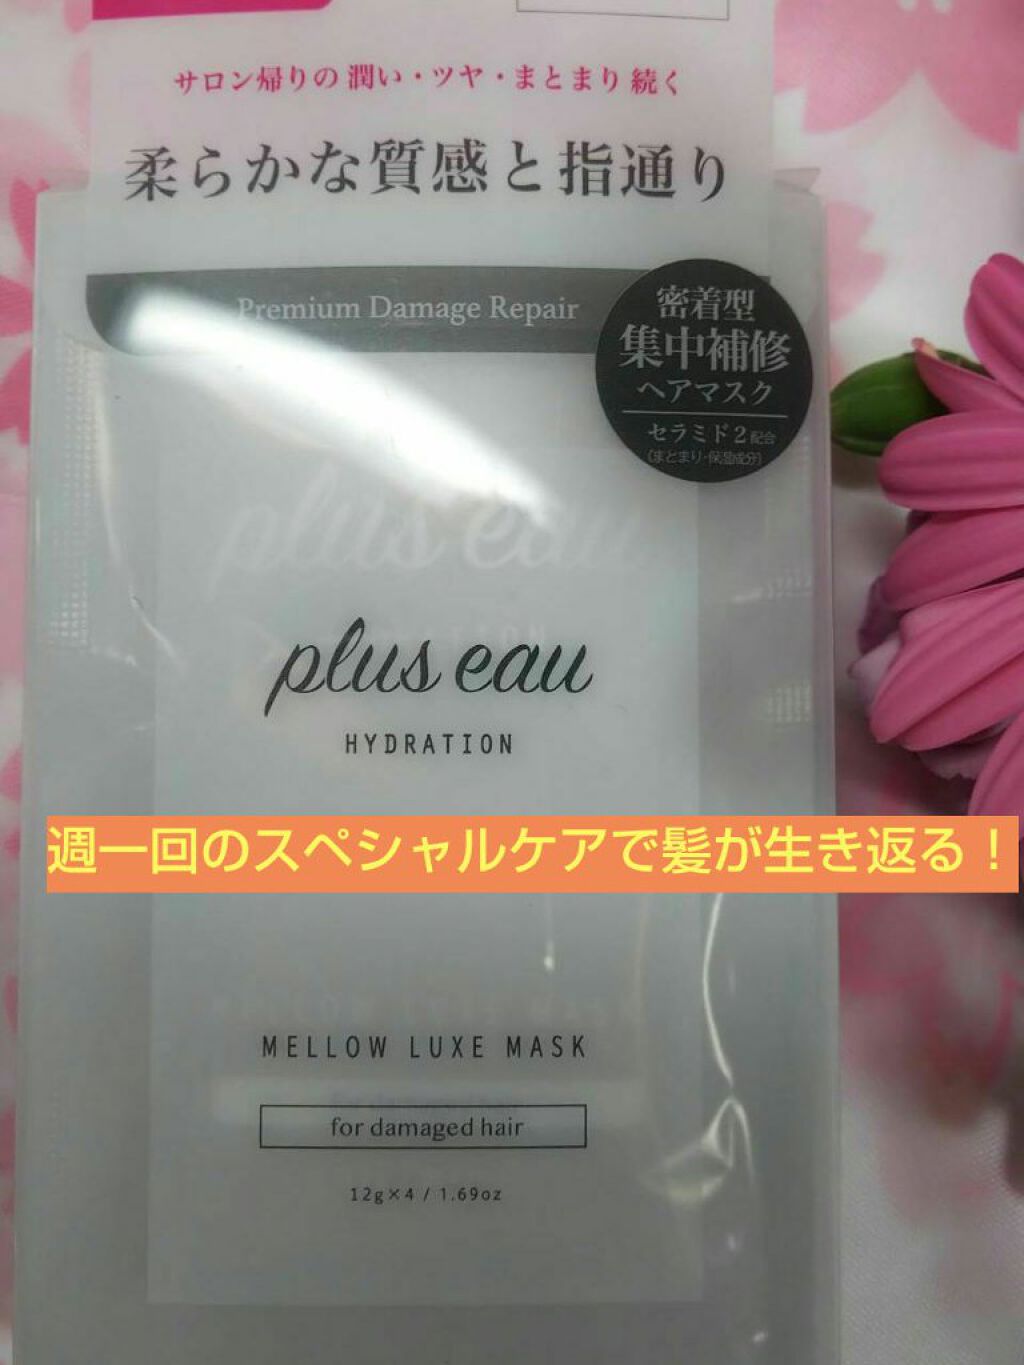 サロン帰りの 潤い・ツヤ・まとまり 続く
柔らかな質感と指通り
Premium Damage Repair
密着型
集中補修
ヘアマスク
セラミド2配合
(まとまり・保湿成分)
plus eau
plus eau
HYDRATION
週一回のスペシャルケアで髪が生き返る！
MELLOW LUXE MASK
for damaged hair
12g×4 / 1.69oz